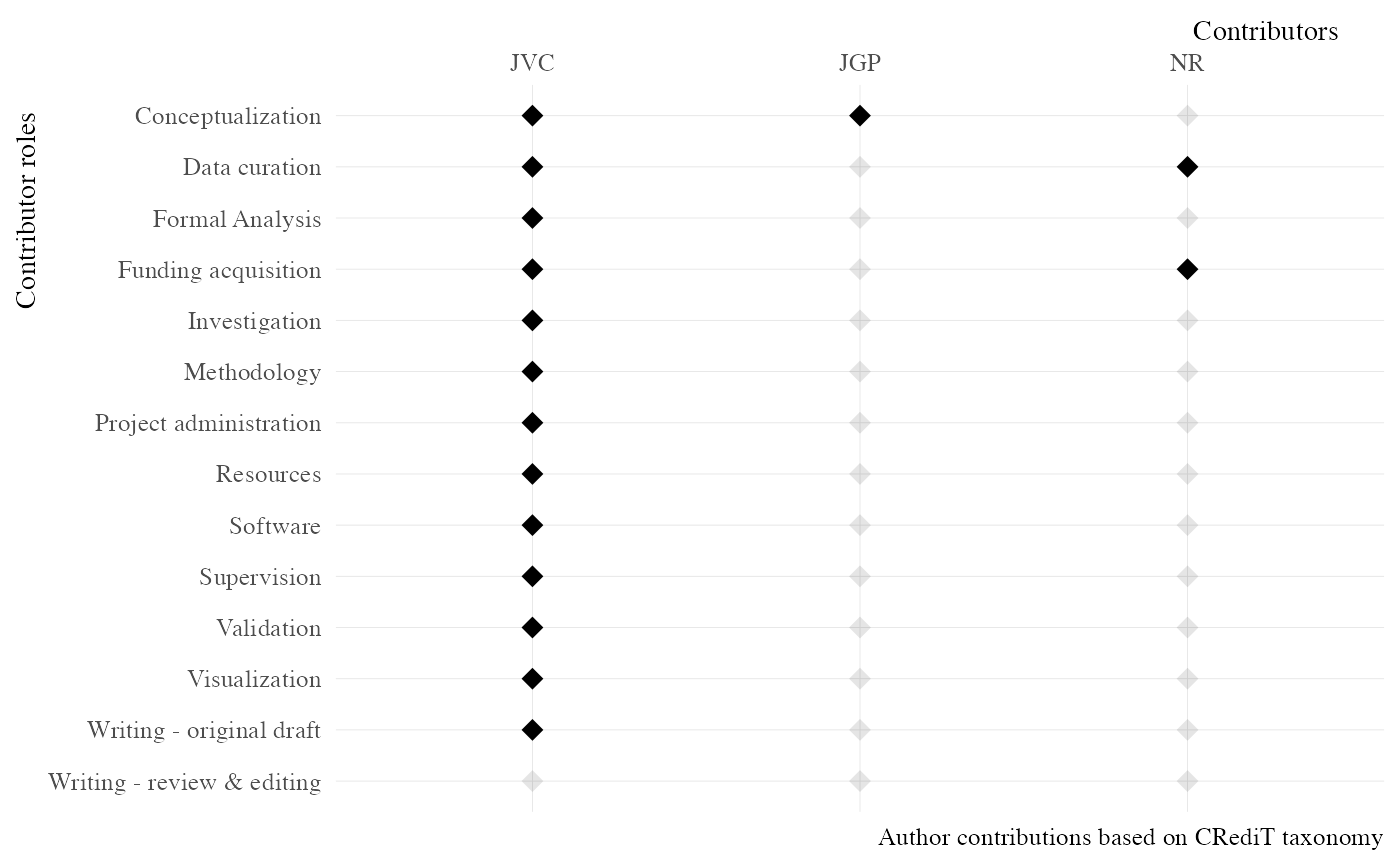 Contributors
JVC JGP NR
Contributor roles
Conceptualization
Data curation
Formal Analysis
Funding acquisition
Investigation
Methodology
Project administration
Resources
Software
Supervision
Validation
Visualization
Writing - original draft
Writing - review & editing
Author contributions based on CRediT taxonomy